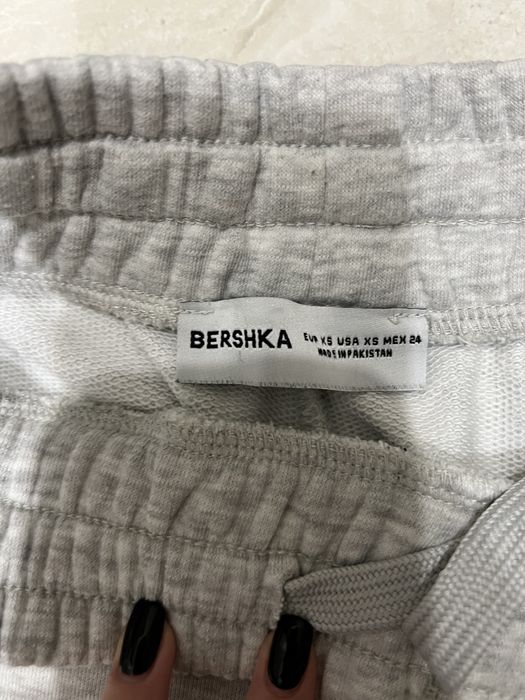 BERSHKA EUR XS USA XS MEX 24
MADE IN PAKISTAN